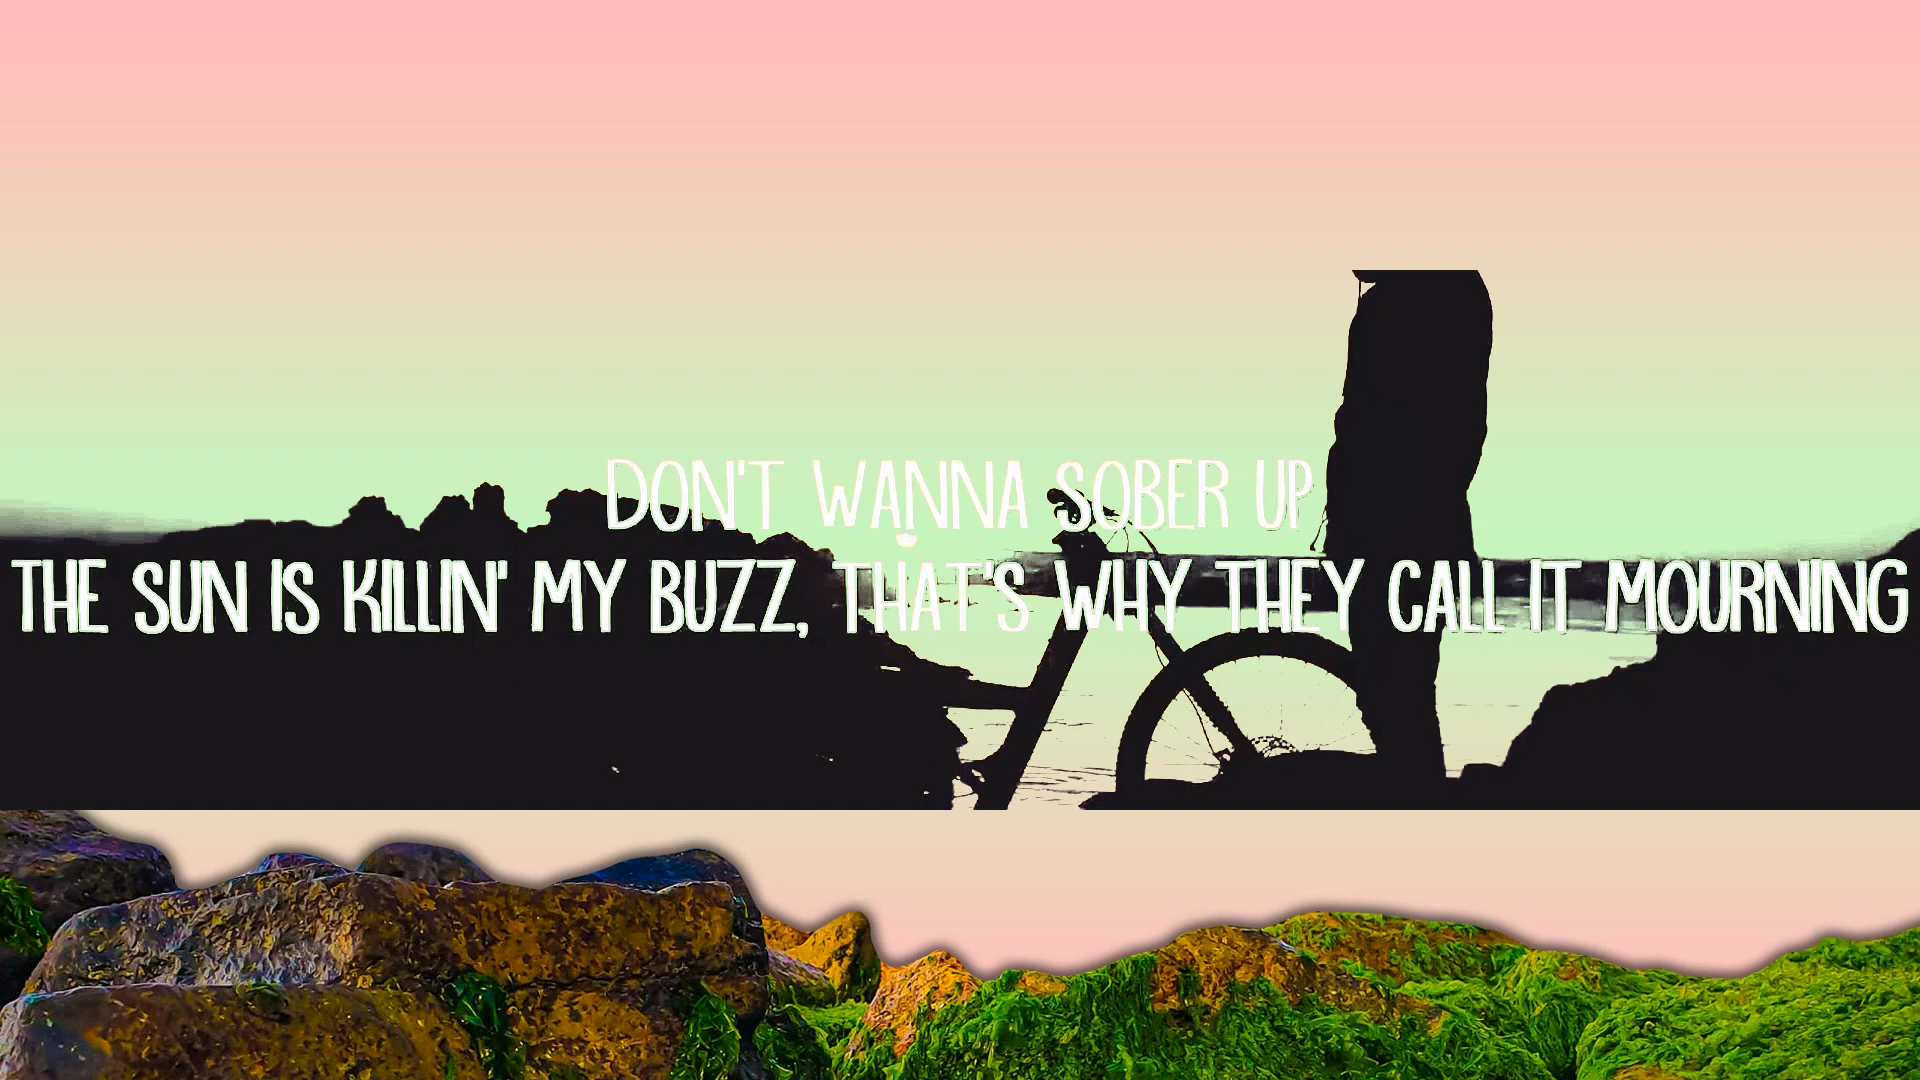 DON'T WANNA SOBER UP
THE SUN IS KILLIN' MY BUZZ, THAT'S WHY THEY CALL IT MOURNING